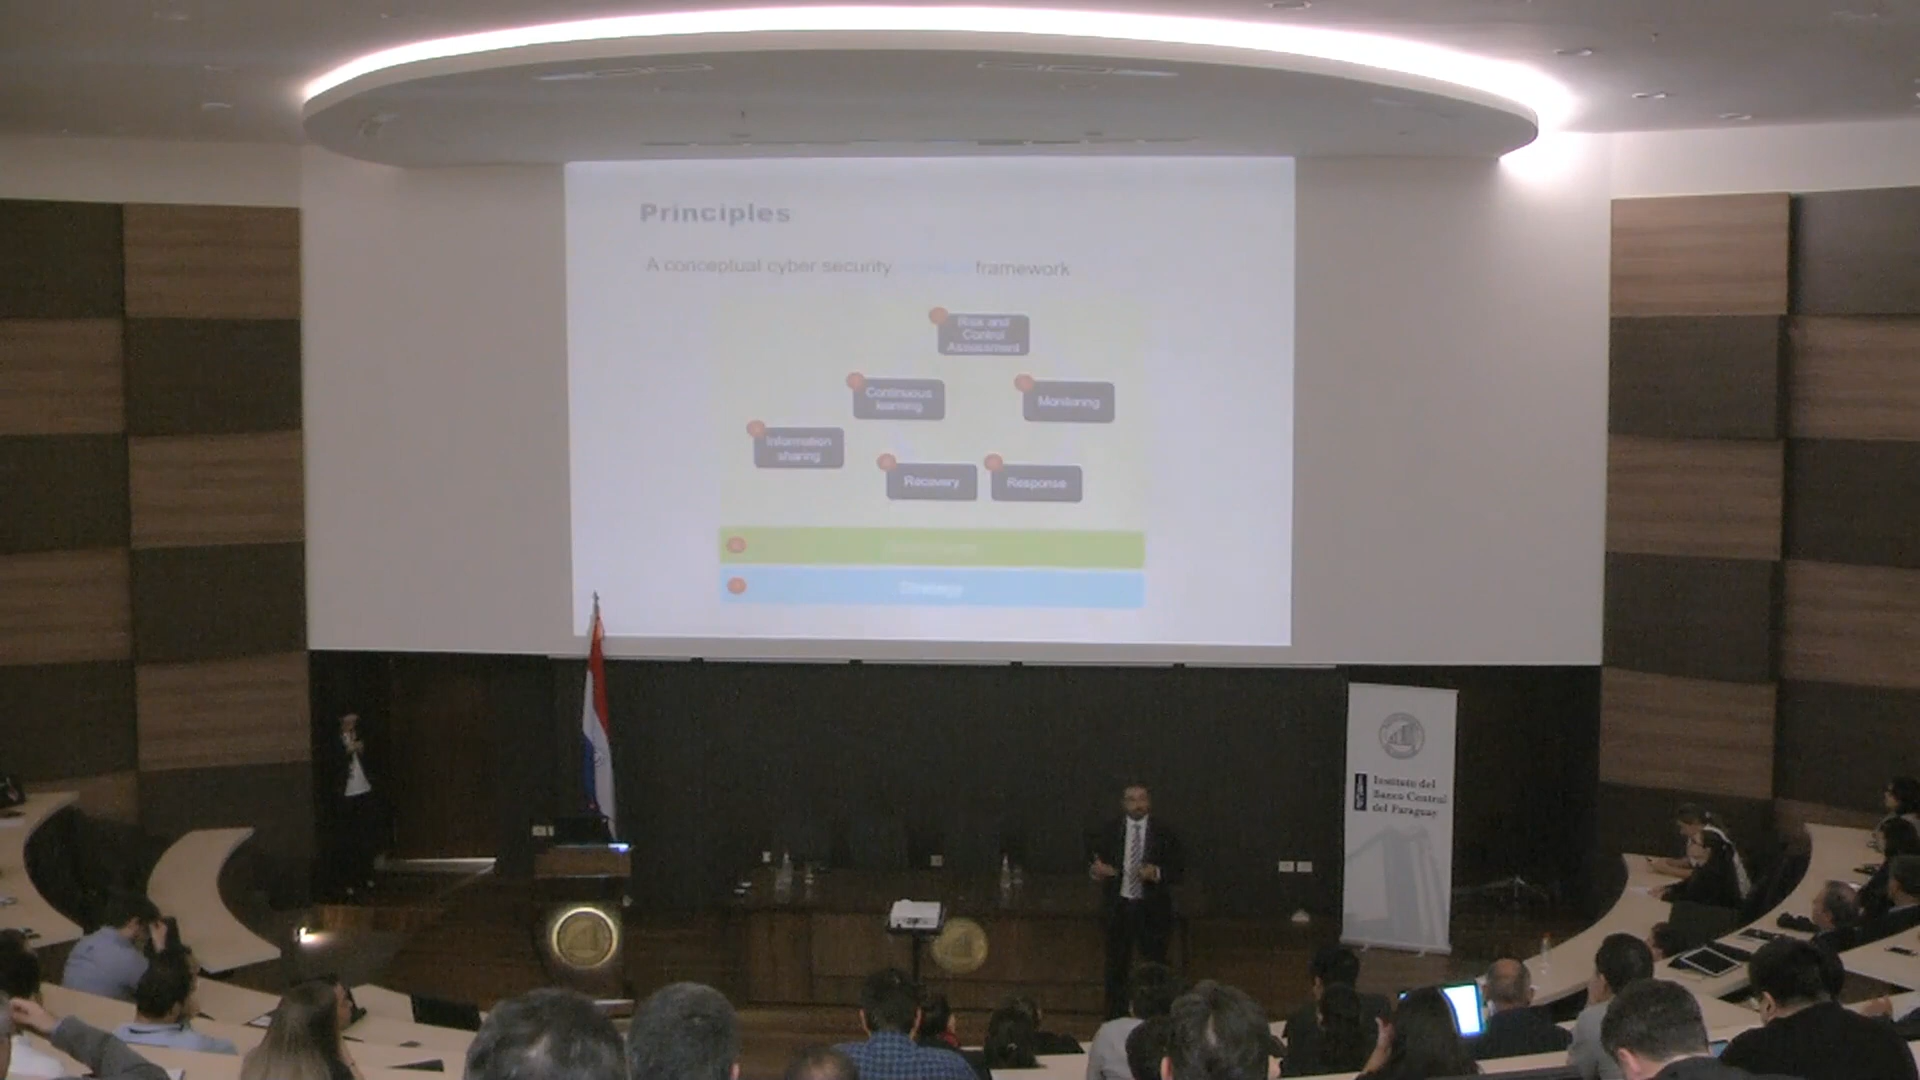 Principles
A conceptual cyber security framework
Risk and
Control
Assessment
Continuous
learning
Monitoring
Information
sharing
Recovery
Response
Strategy
Instituto del
Banco Central
del Paraguay